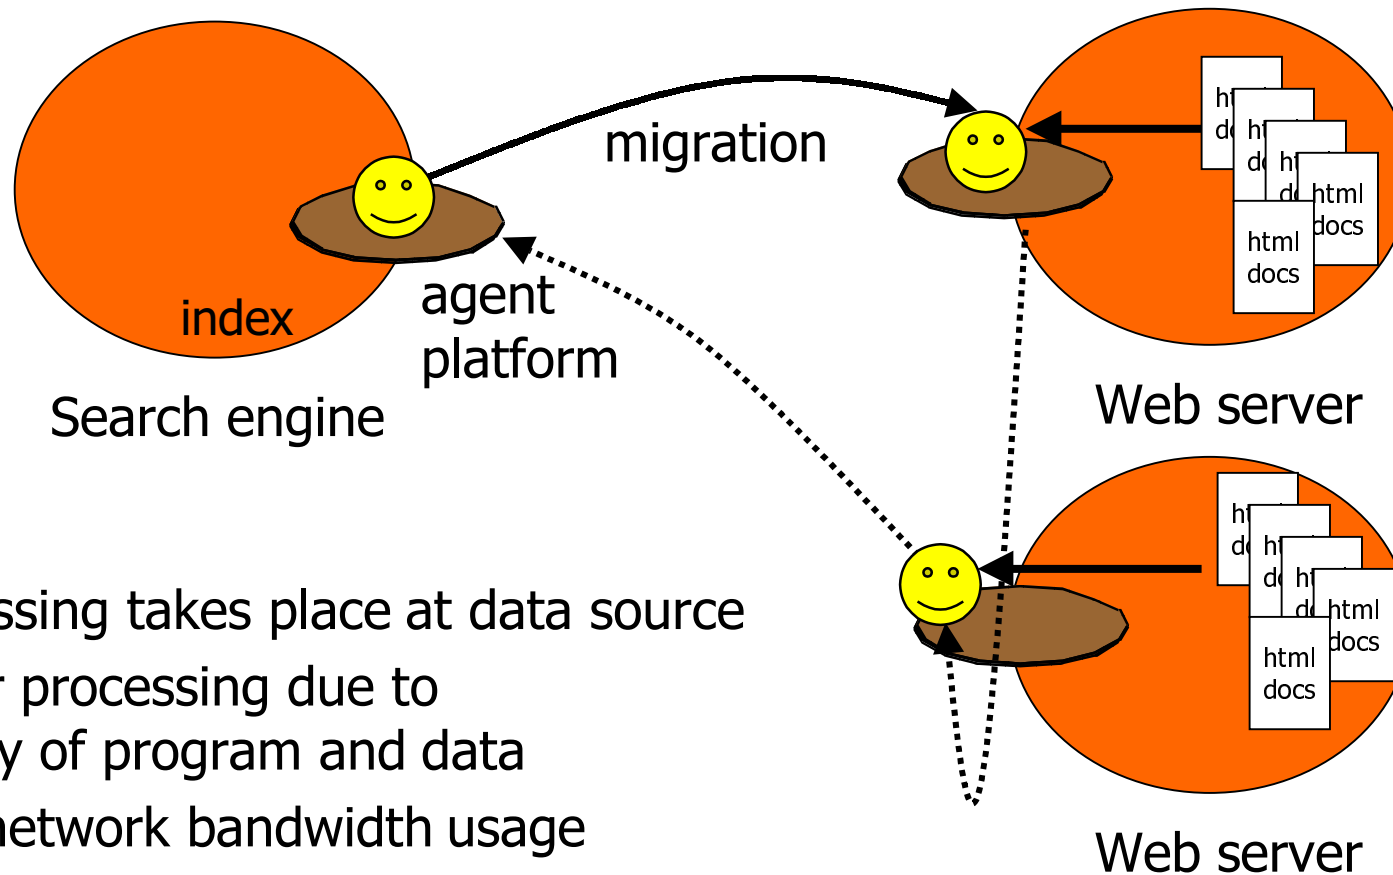 migration
index
agent
platform
Search engine
html
docs
html
docs
Web server
ssing takes place at data source
processing due to
y of program and data
network bandwidth usage
html
docs
html
docs
Web server